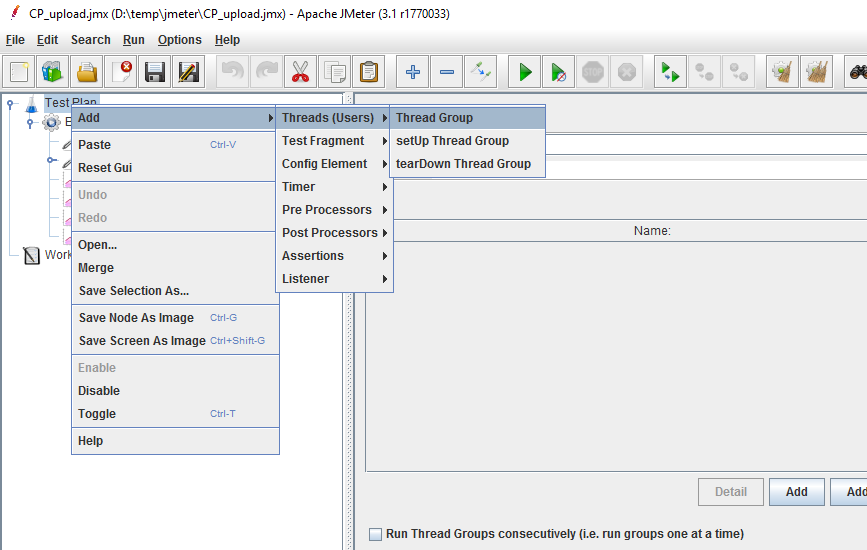 CP_upload.jmx (D:\temp\jmeter\CP_upload.jmx) - Apache JMeter (3.1 r1770033)
File Edit Search Run Options Help
Test Plan
Add
Paste Ctrl-V
Reset Gui
Undo
Redo
Open...
Merge
Save Selection As...
Save Node As Image Ctrl-G
Save Screen As Image Ctrl+Shift-G
Enable
Disable
Toggle Ctrl-T
Help
Threads (Users)
Test Fragment
Config Element
Timer
Pre Processors
Post Processors
Assertions
Listener
Thread Group
setUp Thread Group
tearDown Thread Group
Work
Name:
Detail Add Add
Run Thread Groups consecutively (i.e. run groups one at a time)